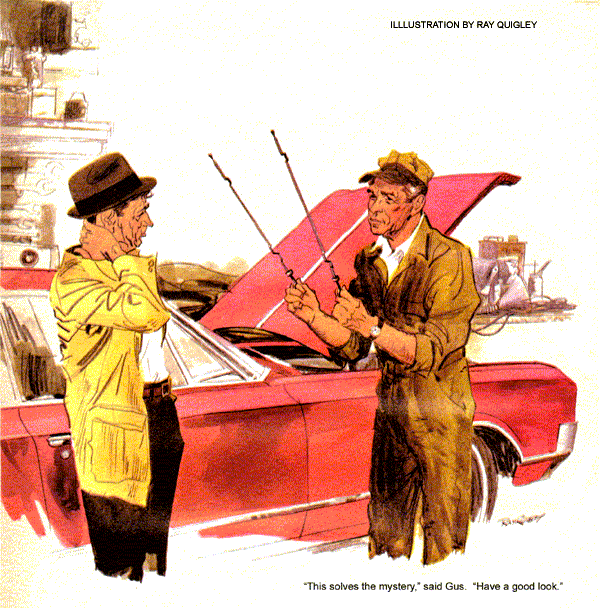 ILLLUSTRATION BY RAY QUIGLEY
"This solves the mystery," said Gus.  "Have a good look."